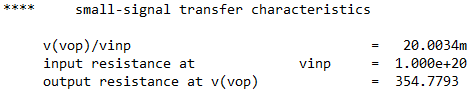 **** small-signal transfer characteristics
v(vop)/vinp = 20.0034m
input resistance at vinp = 1.000e+20
output resistance at v(vop) = 354.7793